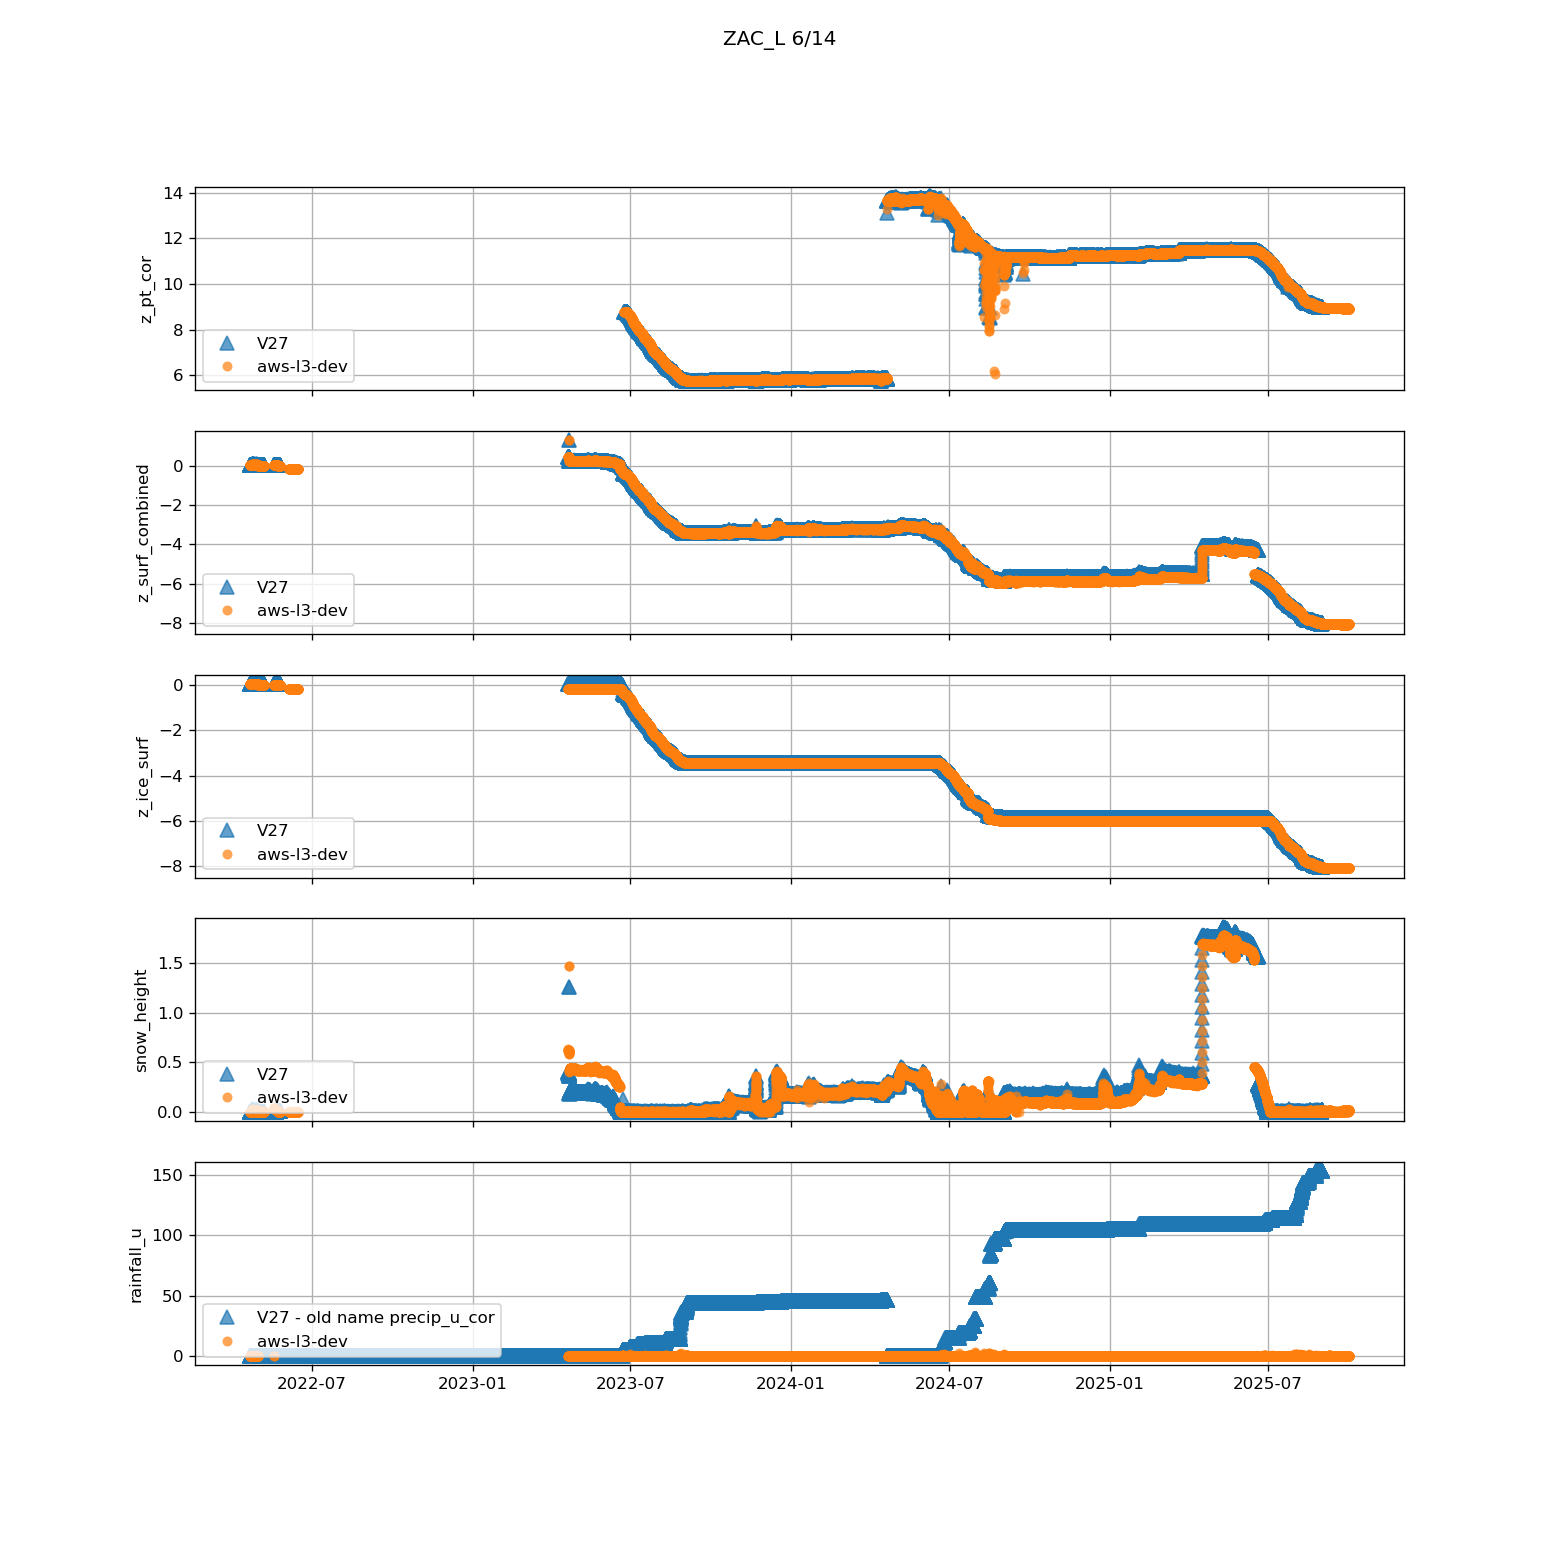 ZAC_L 6/14
14
12
10
8
6
z_pt_cor
V27
aws-l3-dev
0
−2
−4
−6
−8
z_surf_combined
V27
aws-l3-dev
0
−2
−4
−6
−8
z_ice_surf
V27
aws-l3-dev
1.5
1.0
0.5
0.0
snow_height
V27
aws-l3-dev
150
100
50
0
rainfall_u
V27 - old name precip_u_cor
aws-l3-dev
2022-07 2023-01 2023-07 2024-01 2024-07 2025-01 2025-07